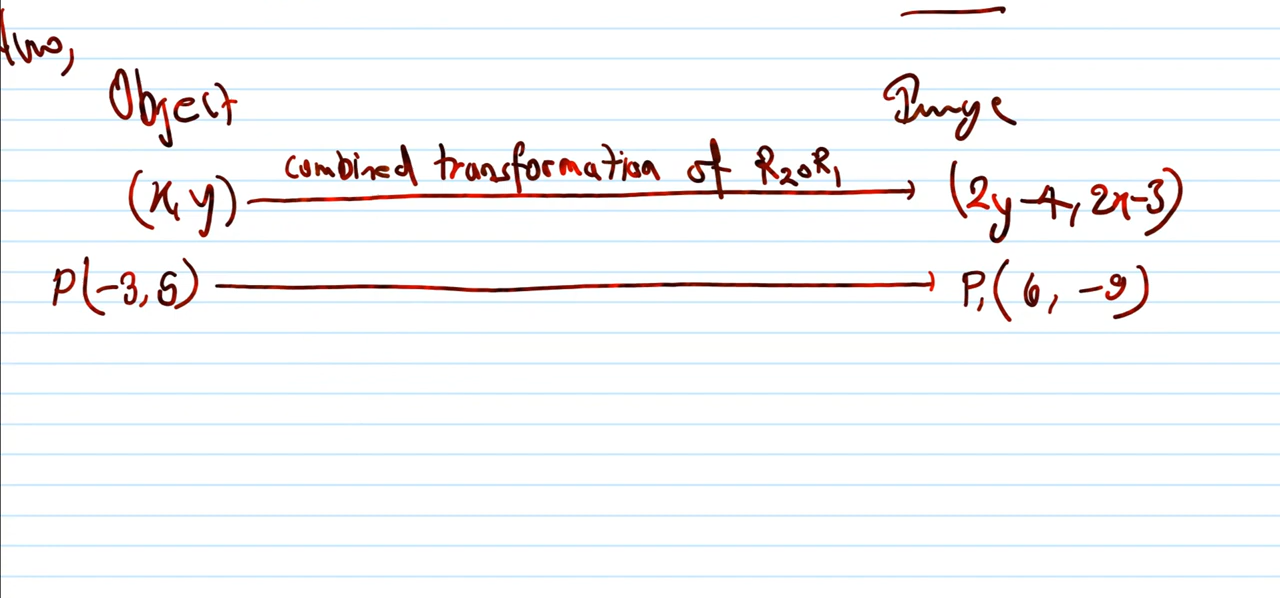 Also,
Object Image
(x, y) combined transformation of R₂oR₁ (2y-4, 2x-3)
P(-3, 5) P₁(6, -9)